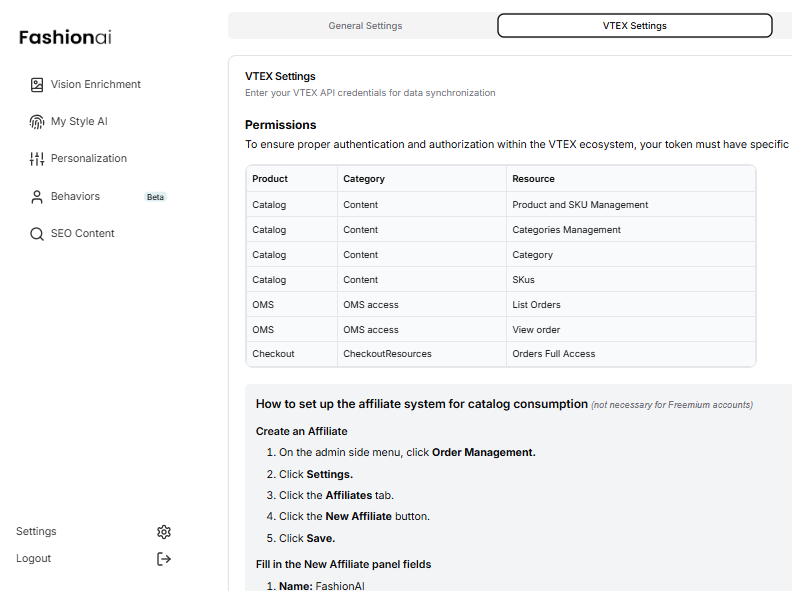 Fashionai
General Settings
VTEX Settings
Vision Enrichment
My Style AI
Personalization
Behaviors Beta
SEO Content
Settings
Logout
VTEX Settings
Enter your VTEX API credentials for data synchronization
Permissions
To ensure proper authentication and authorization within the VTEX ecosystem, your token must have specific
Product Category Resource
Catalog Content Product and SKU Management
Catalog Content Categories Management
Catalog Content Category
Catalog Content SKus
OMS OMS access List Orders
OMS OMS access View order
Checkout CheckoutResources Orders Full Access
How to set up the affiliate system for catalog consumption (not necessary for Freemium accounts)
Create an Affiliate
1. On the admin side menu, click Order Management.
2. Click Settings.
3. Click the Affiliates tab.
4. Click the New Affiliate button.
5. Click Save.
Fill in the New Affiliate panel fields
1. Name: FashionAI